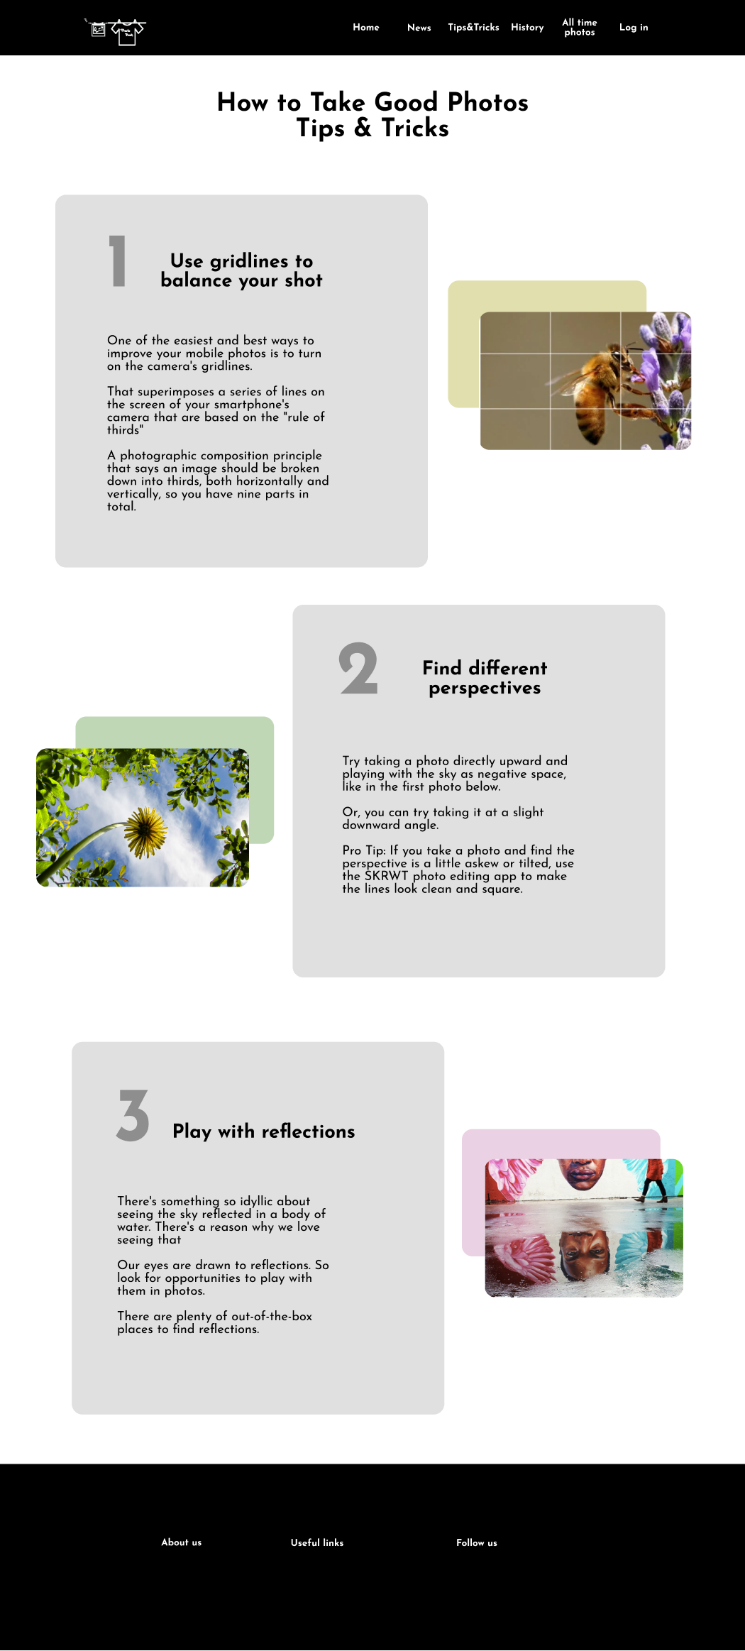 Home
News
Tips&Tricks
History
All time
photos
Log in
How to Take Good Photos
Tips & Tricks
1
Use gridlines to
balance your shot
One of the easiest and best ways to
improve your mobile photos is to turn
on the camera's gridlines.
That superimposes a series of lines on
the screen of your smartphone's
camera that are based on the "rule of
thirds"
A photographic composition principle
that says an image should be broken
down into thirds, both horizontally and
vertically, so you have nine parts in
total.
2
Find different
perspectives
Try taking a photo directly upward and
playing with the sky as negative space,
like in the first photo below.
Or, you can try taking it at a slight
downward angle.
Pro Tip: If you take a photo and find the
perspective is a little askew or tilted, use
the SKRWT photo editing app to make
the lines look clean and square.
3
Play with reflections
There's something so idyllic about
seeing the sky reflected in a body of
water. There's a reason why we love
seeing that
Our eyes are drawn to reflections. So
look for opportunities to play with
them in photos.
There are plenty of out-of-the-box
places to find reflections.
About us
Useful links
Follow us